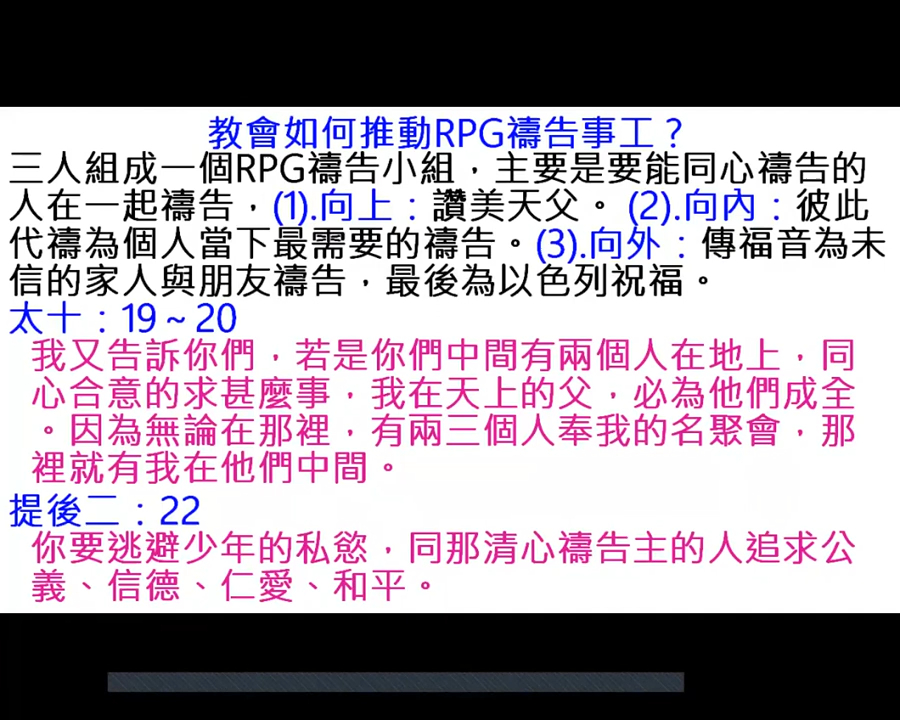 教會如何推動RPG禱告事工？
三人組成一個RPG禱告小組，主要是要能同心禱告的
人在一起禱告，(1).向上：讚美天父。 (2).向內：彼此
代禱為個人當下最需要的禱告。(3).向外：傳福音為未
信的家人與朋友禱告，最後為以色列祝福。
太十：19～20
我又告訴你們，若是你們中間有兩個人在地上，同
心合意的求甚麼事，我在天上的父，必為他們成全
。因為無論在那裡，有兩三個人奉我的名聚會，那
裡就有我在他們中間。
提後二：22
你要逃避少年的私慾，同那清心禱告主的人追求公
義、信德、仁愛、和平。